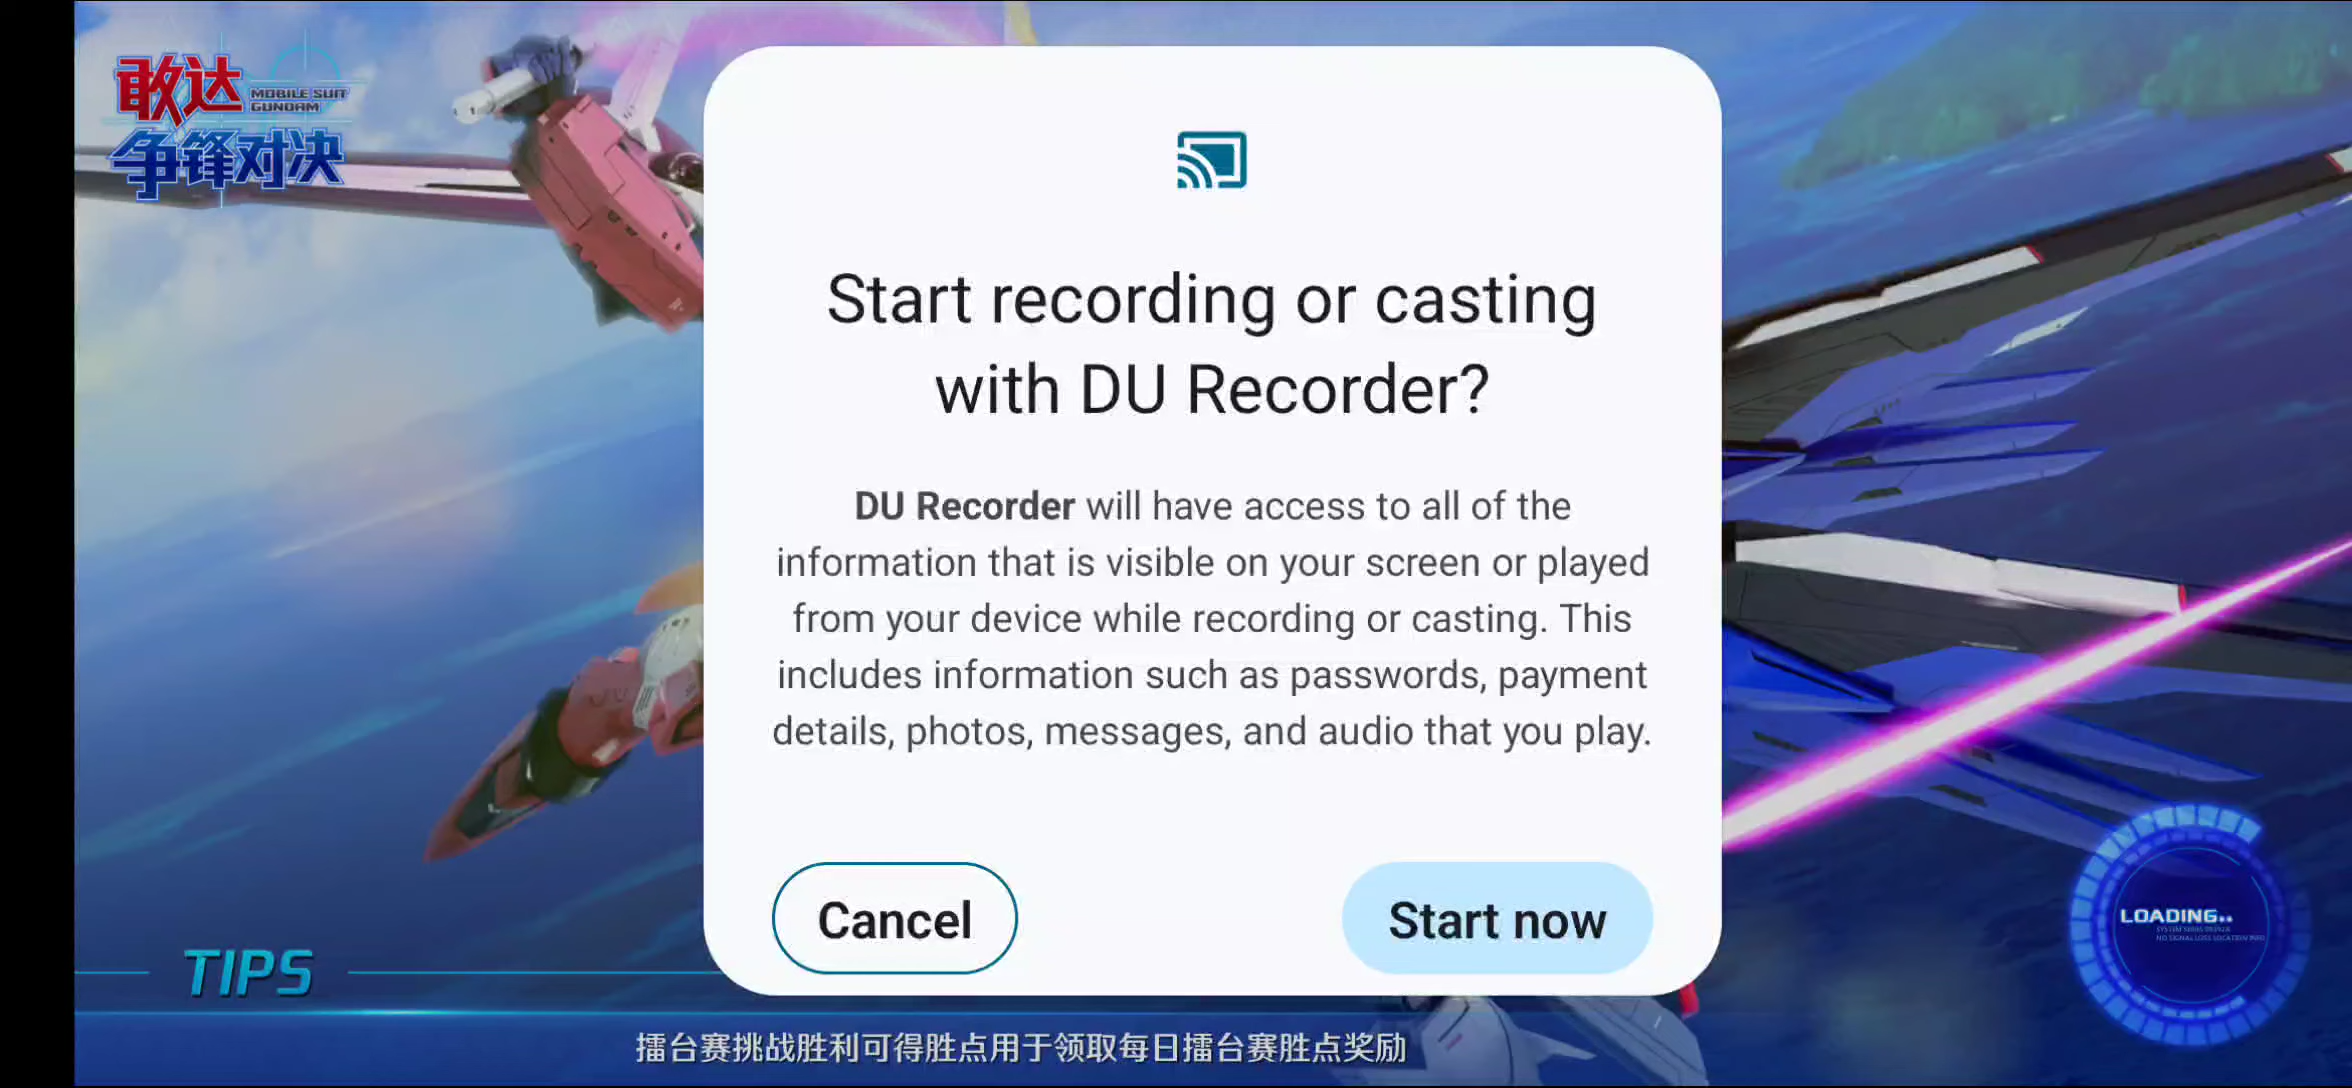 敢达
MOBILE SUIT
GUNDAM
争锋对决
Start recording or casting
with DU Recorder?
DU Recorder will have access to all of the
information that is visible on your screen or played
from your device while recording or casting. This
includes information such as passwords, payment
details, photos, messages, and audio that you play.
Cancel
Start now
LOADING..
TIPS
擂台赛挑战胜利可得胜点用于领取每日擂台赛胜点奖励